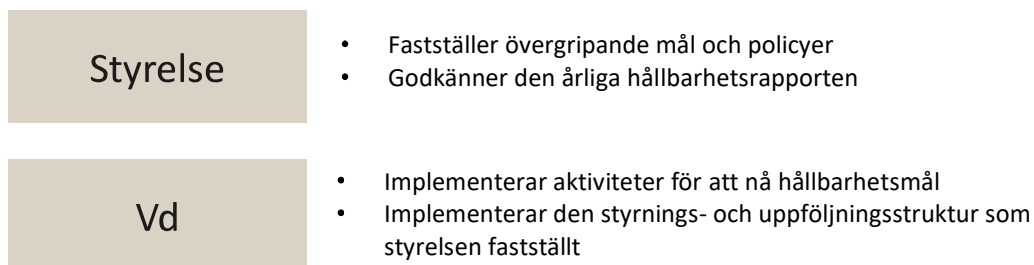 Styrelse
• Fastställer övergripande mål och policyer
• Godkänner den årliga hållbarhetsrapporten
Vd
• Implementerar aktiviteter för att nå hållbarhetsmål
• Implementerar den styrnings- och uppföljningsstruktur som
styrelsen fastställt